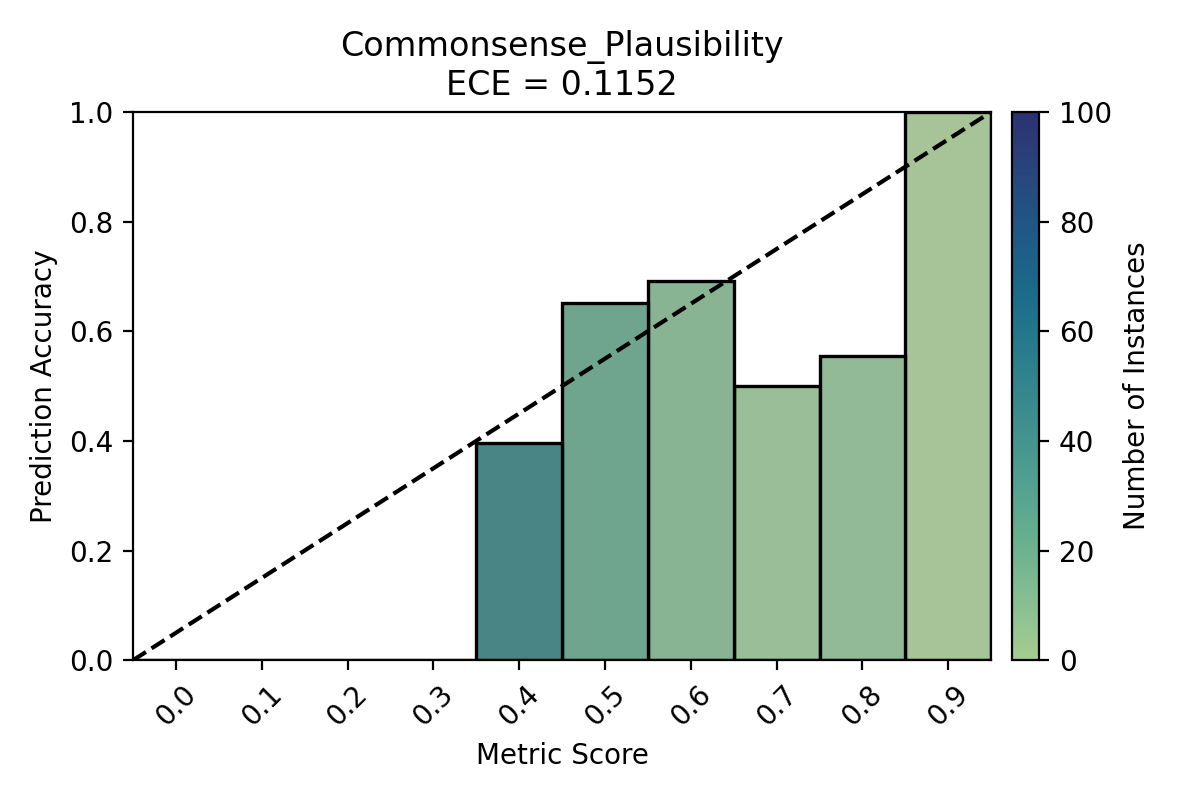 Commonsense_Plausibility
ECE = 0.1152
1.0
0.8
0.6
0.4
0.2
0.0
Prediction Accuracy
0.0 0.1 0.2 0.3 0.4 0.5 0.6 0.7 0.8 0.9
Metric Score
100
80
60
40
20
0
Number of Instances